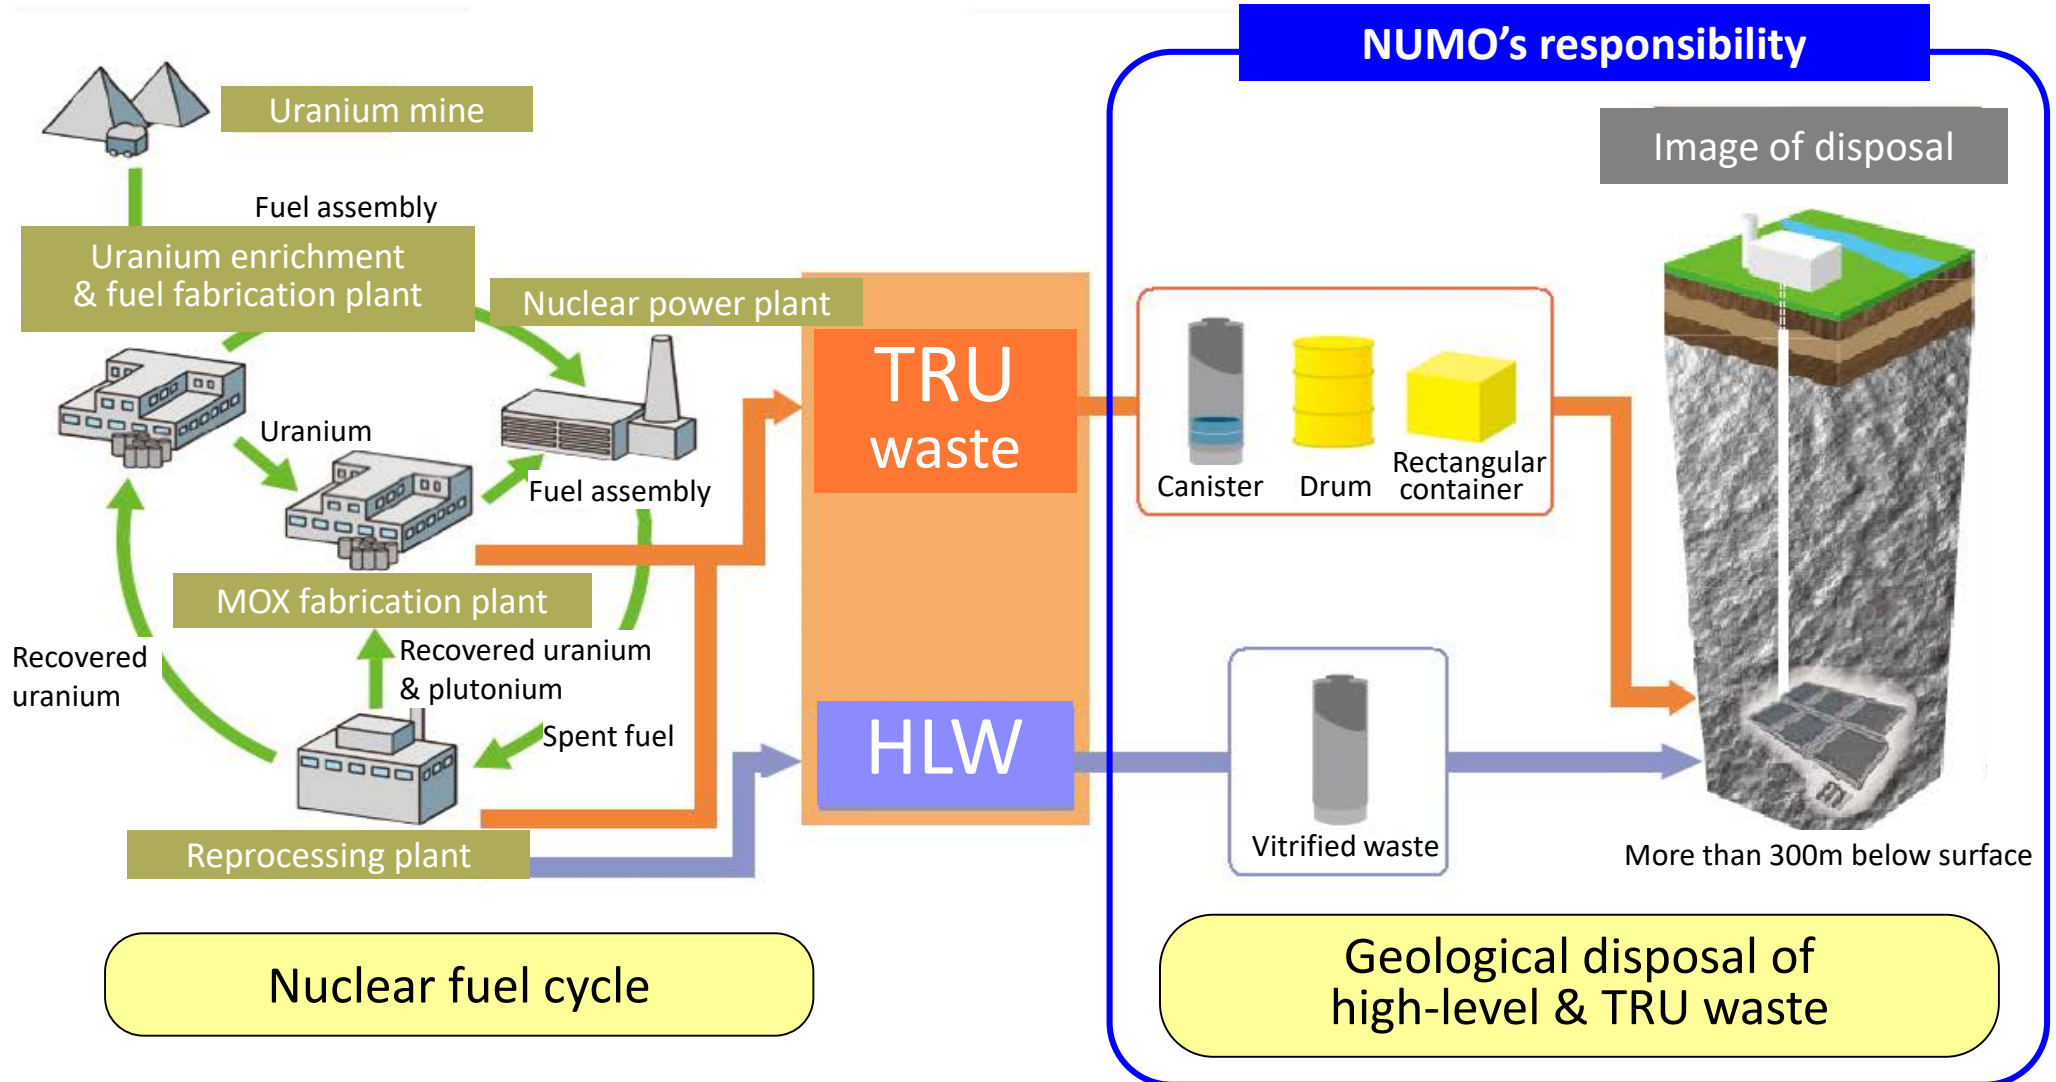 NUMO’s responsibility
Uranium mine
Image of disposal
Fuel assembly
Uranium enrichment
& fuel fabrication plant
Nuclear power plant
TRU
waste
Uranium
Fuel assembly
Canister
Drum
Rectangular
container
MOX fabrication plant
Recovered
uranium
Recovered uranium
& plutonium
Spent fuel
HLW
Reprocessing plant
Vitrified waste
More than 300m below surface
Nuclear fuel cycle
Geological disposal of
high-level & TRU waste